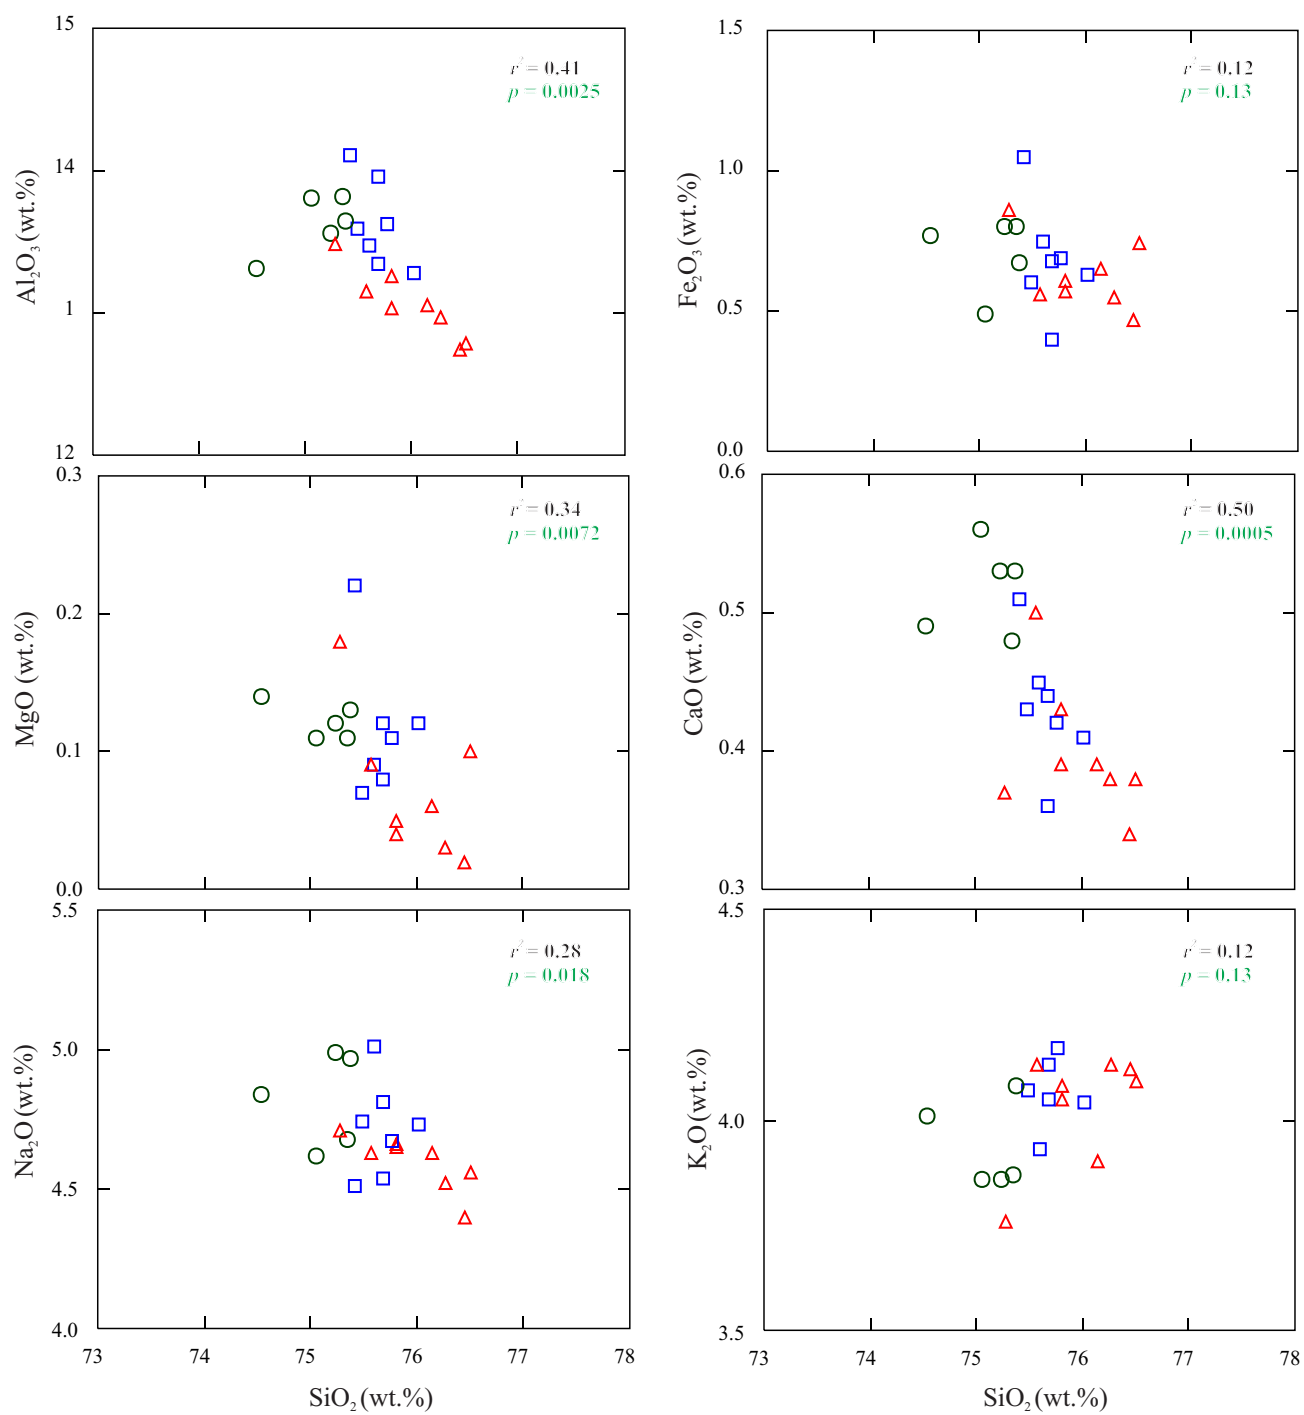 15
14
1
12
Al₂O₃ (wt.%)
r² = 0.41
p = 0.0025
1.5
1.0
0.5
0.0
Fe₂O₃ (wt.%)
r² = 0.12
p = 0.13
0.3
0.2
0.1
0.0
MgO (wt.%)
r² = 0.34
p = 0.0072
0.6
0.5
0.4
0.3
CaO (wt.%)
r² = 0.50
p = 0.0005
5.5
5.0
4.5
4.0
Na₂O (wt.%)
r² = 0.28
p = 0.018
73 74 75 76 77 78
SiO₂ (wt.%)
4.5
4.0
3.5
K₂O (wt.%)
r² = 0.12
p = 0.13
73 74 75 76 77 78
SiO₂ (wt.%)